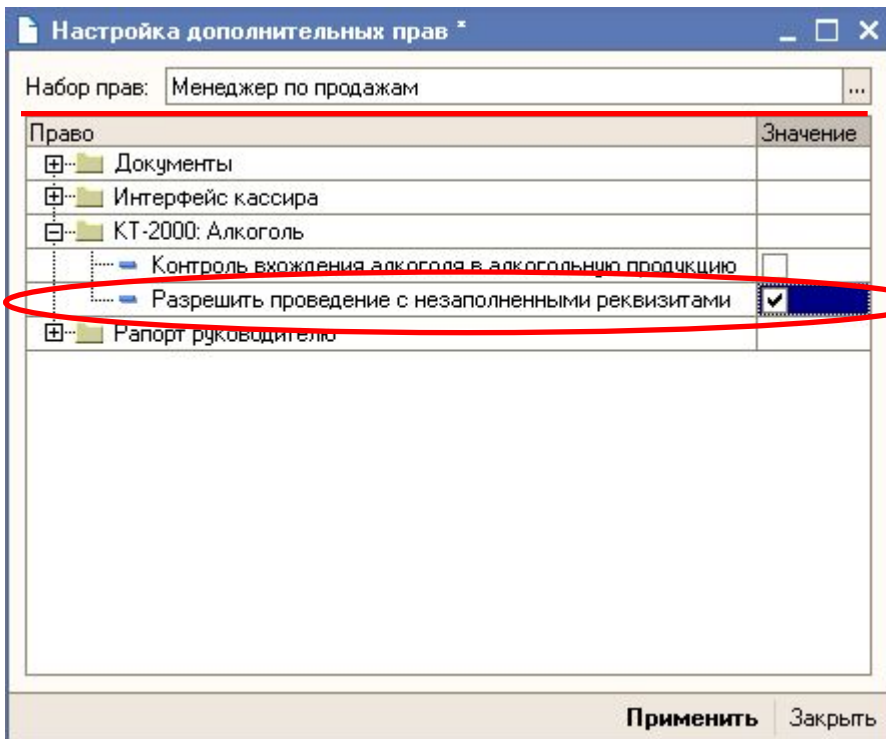 Настройка дополнительных прав *
Набор прав: Менеджер по продажам ...
Право Значение
Документы
Интерфейс кассира
КТ-2000: Алкоголь
Контроль вхождения алкоголя в алкогольную продукцию
Разрешить проведение с незаполненными реквизитами
Рапорт руководителю
Применить Закрыть